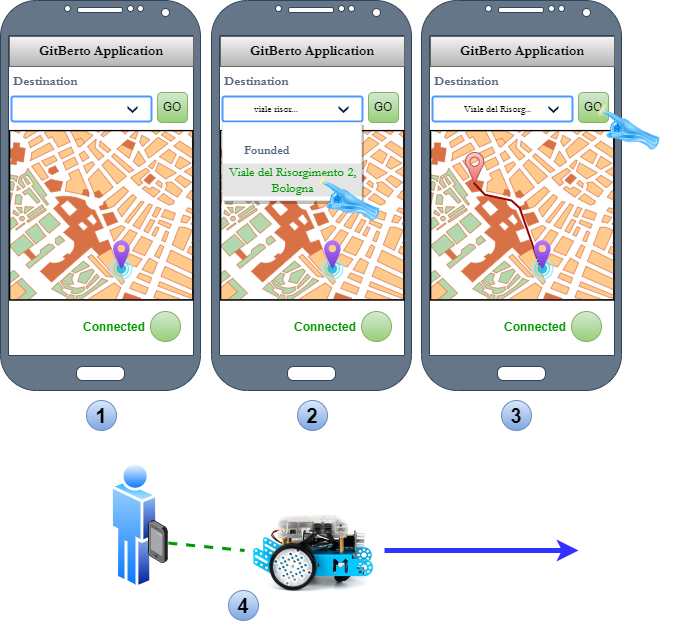 GitBerto Application
Destination
GO
Connected
1
GitBerto Application
Destination
viale risor...
GO
Founded
Viale del Risorgimento 2,
Bologna
Connected
2
GitBerto Application
Destination
Viale del Risorg...
GO
Connected
3
4